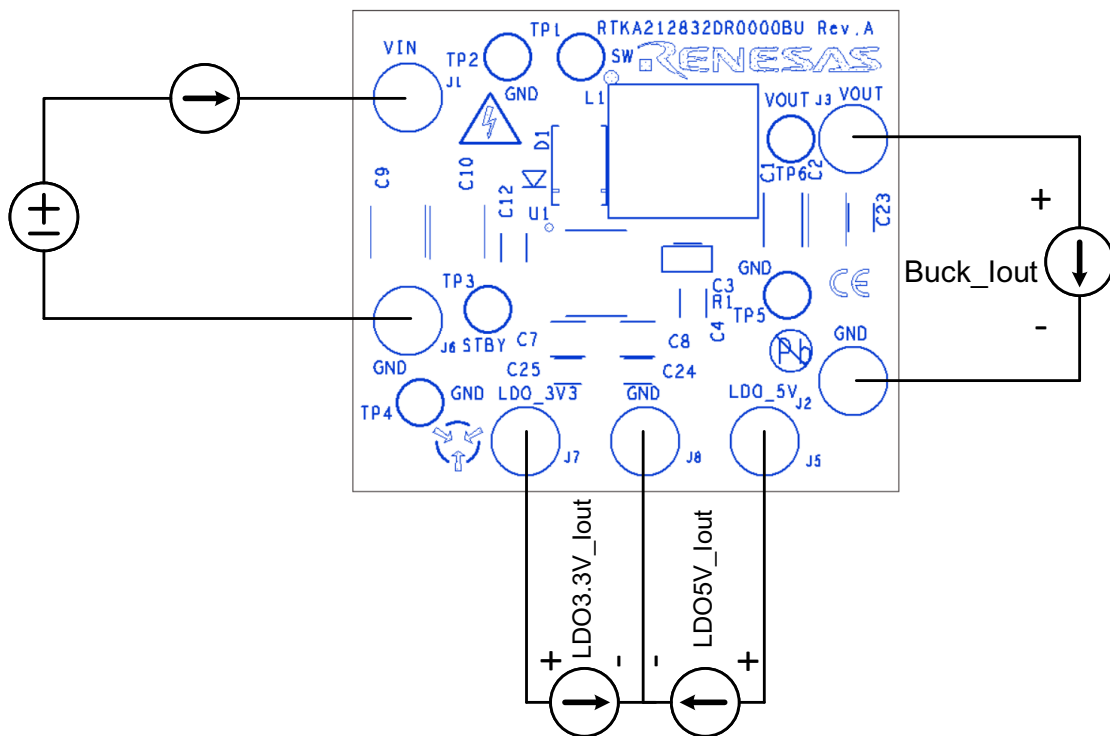 RTKA212832DR0000BU Rev.A
RENESAS
TP1
TP2
SW
GND
L1
VIN
J1
VOUT
J3
VOUT
TP6
C1
C2
C23
C9
C10
C12
D1
U1
GND
TP5
C3
R1
C4
C8
CE
Pb
TP3
STBY
J6
GND
C7
C25
C24
GND
J2
TP4
GND
LDO_3V3
J7
GND
J8
LDO_5V
J5
+
Buck_Iout
-
LDO3.3V_Iout
LDO5V_Iout
+
-
-
+